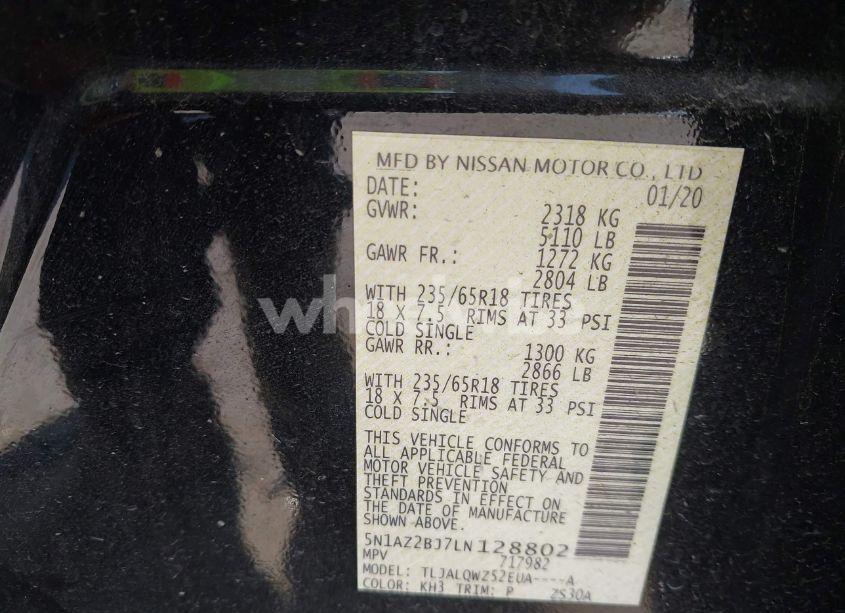 MFD BY NISSAN MOTOR CO., LTD
DATE: 01/20
GVWR: 2318 KG
5110 LB
GAWR FR.: 1272 KG
2804 LB
WITH 235/65R18 TIRES
18 X 7.5 RIMS AT 33 PSI
COLD SINGLE
GAWR RR.: 1300 KG
2866 LB
WITH 235/65R18 TIRES
18 X 7.5 RIMS AT 33 PSI
COLD SINGLE
THIS VEHICLE CONFORMS TO
ALL APPLICABLE FEDERAL
MOTOR VEHICLE SAFETY AND
THEFT PREVENTION
STANDARDS IN EFFECT ON
THE DATE OF MANUFACTURE
SHOWN ABOVE.
5N1AZ2BJ7LN128802
MPV 717982
MODEL: TLJALQWZ52EUA----A
COLOR: KH3 TRIM: P ZS30A